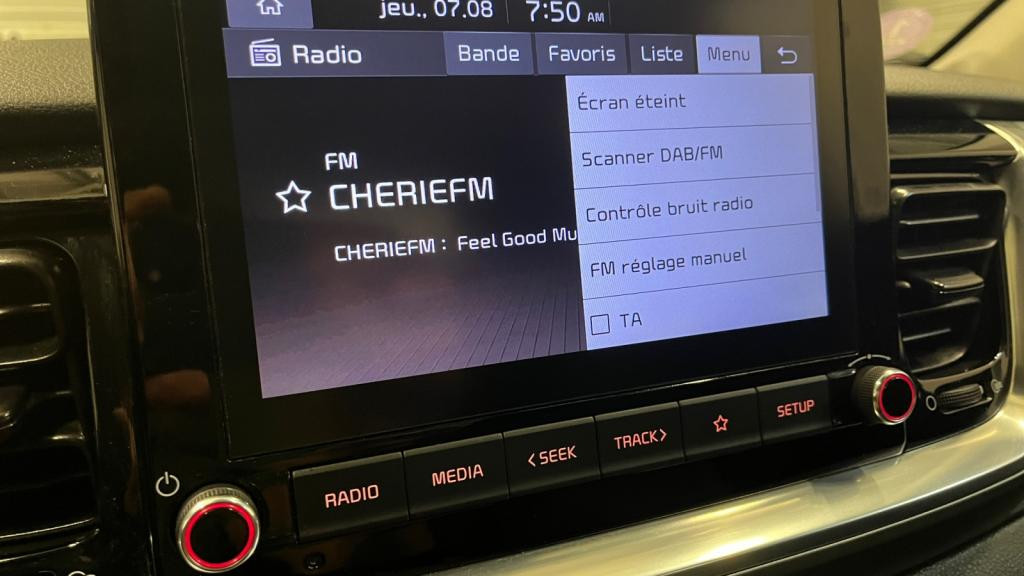 jeu., 07.08 7:50 AM
Radio Bande Favoris Liste Menu
Écran éteint
Scanner DAB/FM
Contrôle bruit radio
FM réglage manuel
TA
FM
CHERIEFM
CHERIEFM : Feel Good Mu
RADIO MEDIA <SEEK TRACK> SETUP